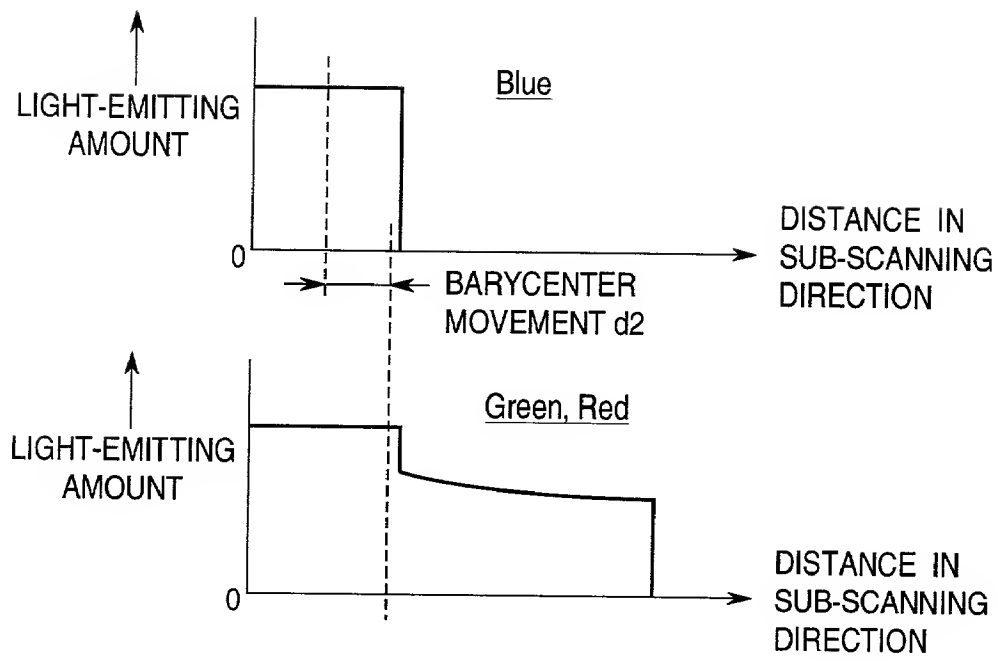 Blue
LIGHT-EMITTING
AMOUNT
DISTANCE IN
SUB-SCANNING
DIRECTION
0
BARYCENTER
MOVEMENT d2
Green, Red
LIGHT-EMITTING
AMOUNT
DISTANCE IN
SUB-SCANNING
DIRECTION
0